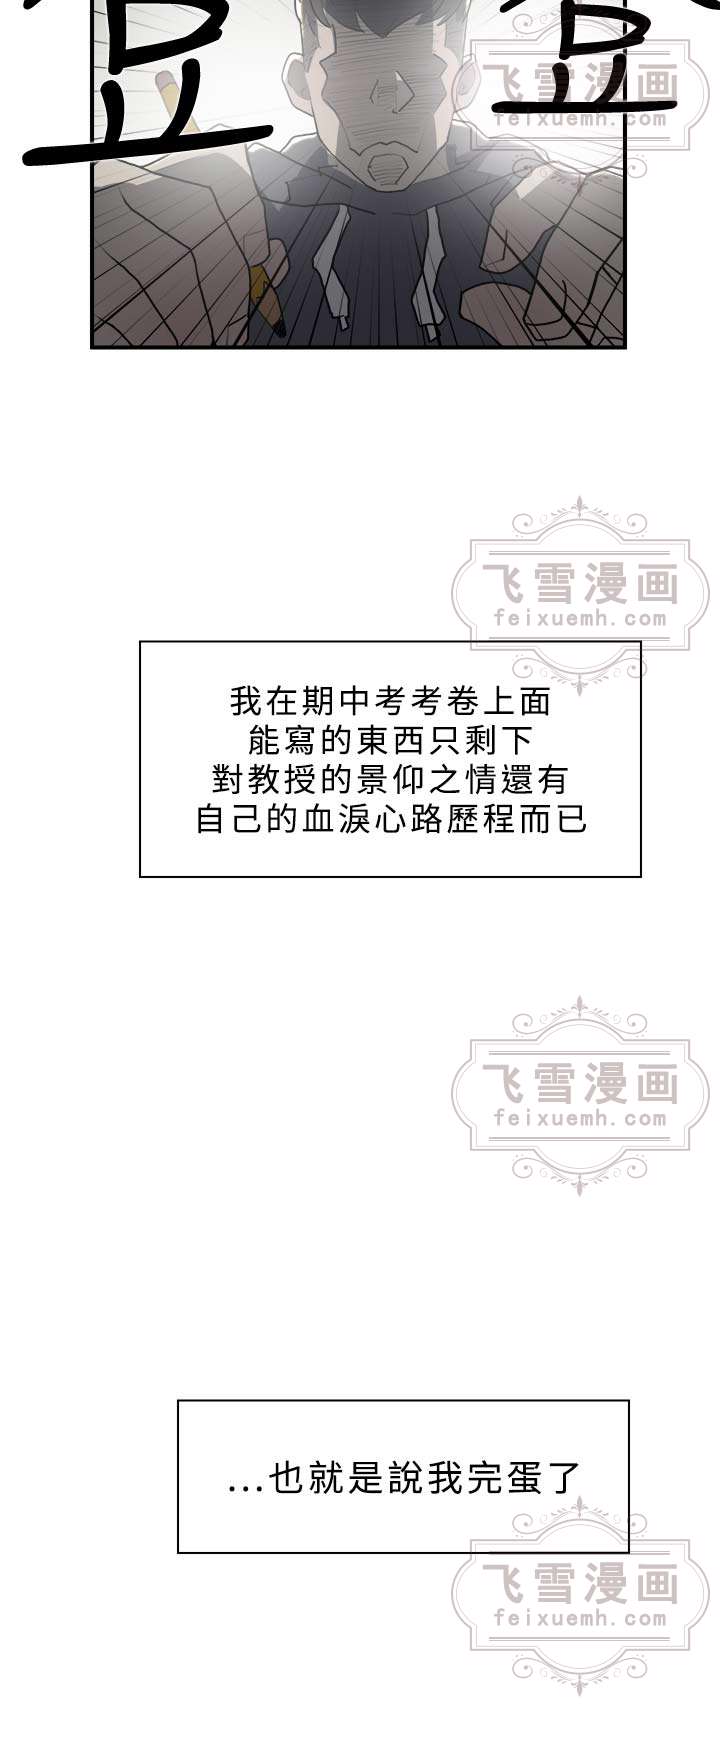 飞雪漫画
feixuemh.com
飞雪漫画
feixuemh.com
我在期中考考卷上面
能寫的東西只剩下
對教授的景仰之情還有
自己的血淚心路歷程而已
飞雪漫画
feixuemh.com
...也就是說我完蛋了
飞雪漫画
feixuemh.com